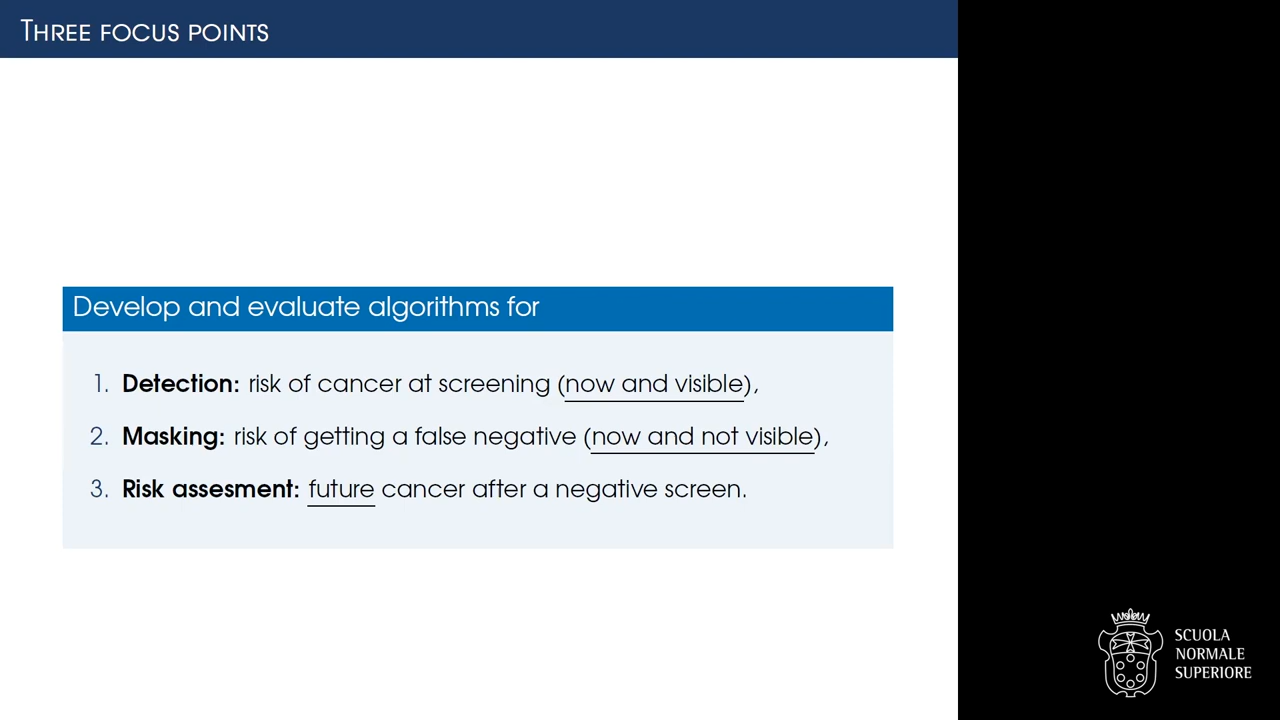 Three focus points
Develop and evaluate algorithms for
1. Detection: risk of cancer at screening (now and visible),
2. Masking: risk of getting a false negative (now and not visible),
3. Risk assesment: future cancer after a negative screen.
SCUOLA
NORMALE
SUPERIORE